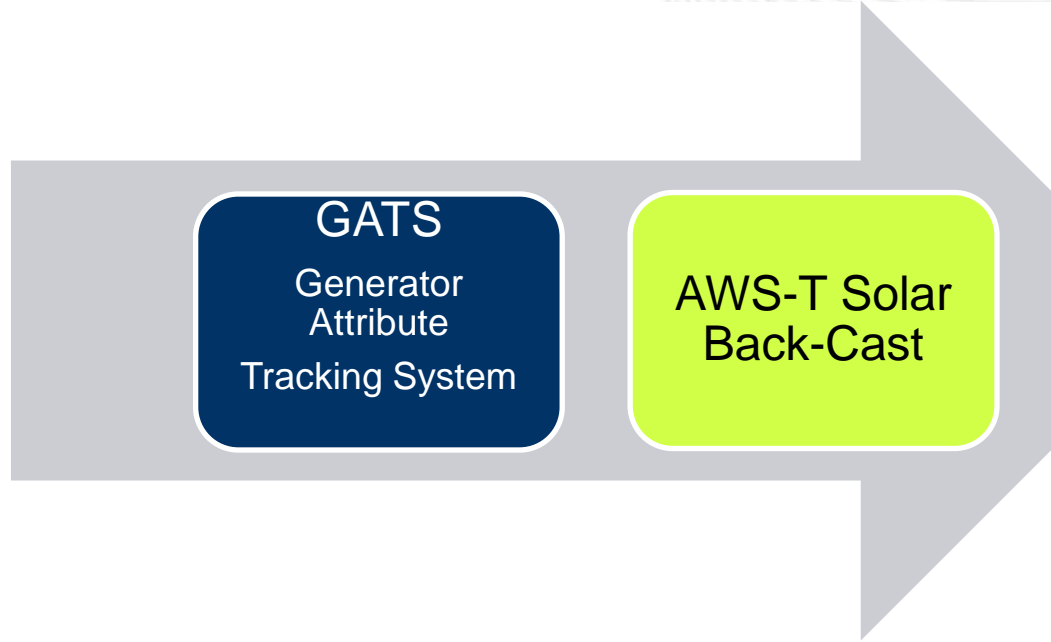 GATS
Generator
Attribute
Tracking System
AWS-T Solar
Back-Cast